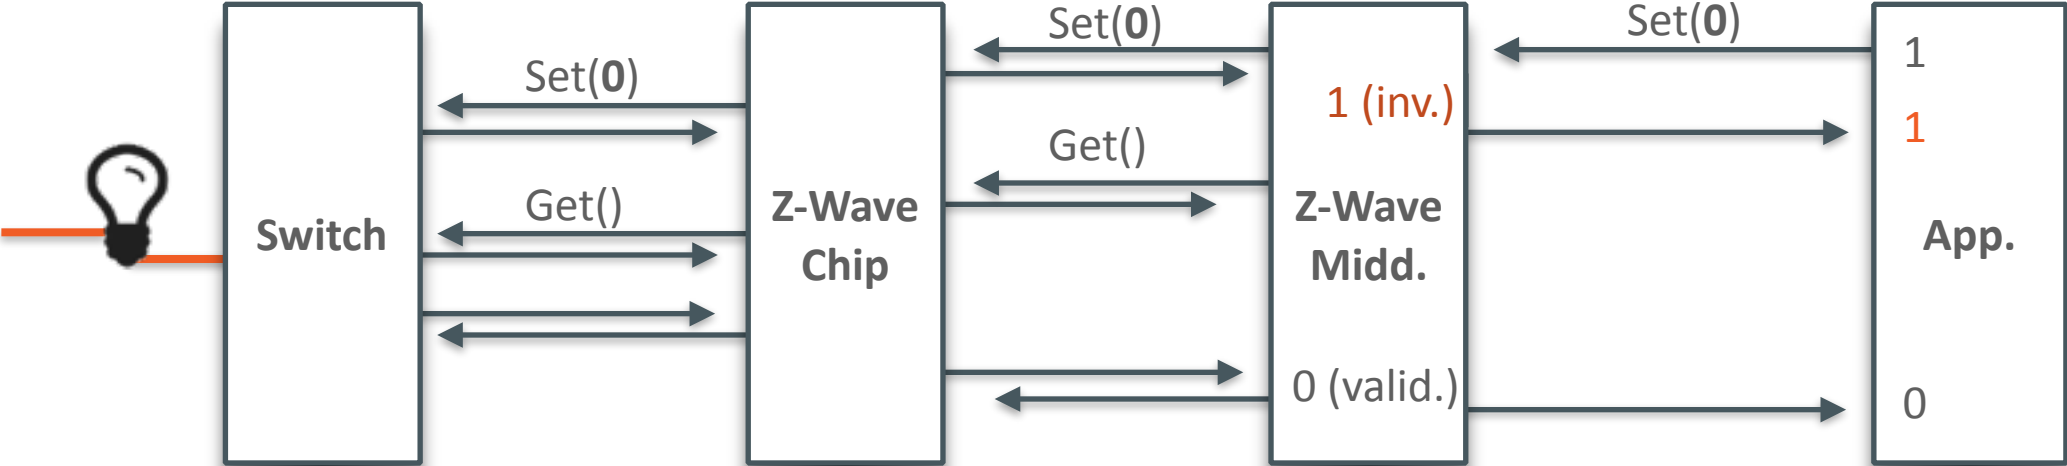 Set(0)
Set(0)
Set(0)
1
1 (inv.)
1
Get()
Get()
Switch
Z-Wave
Chip
Z-Wave
Midd.
App.
0 (valid.)
0